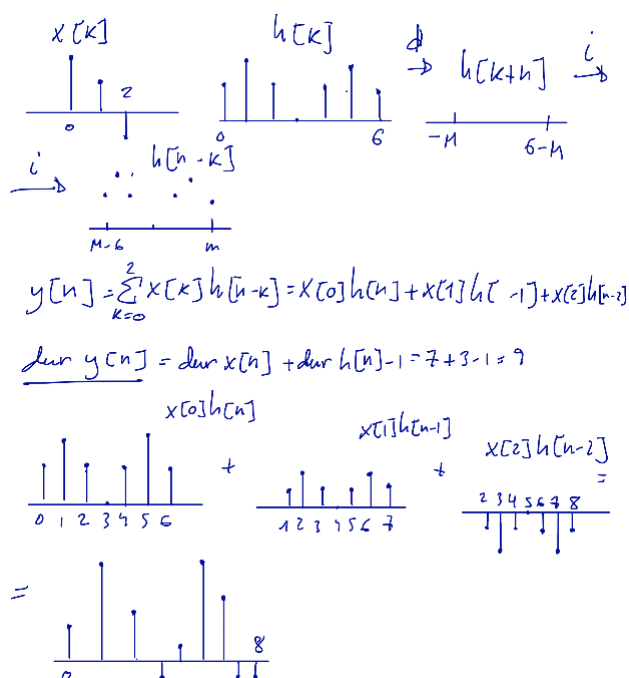 x[k] h[k] d h[k+n] i
0 2 0 6 -M 6-M
i h[n-k]
M-6 m
y[n] = ∑ x[k] h[n-k] = x[0]h[n] + x[1]h[ -1] + x[2]h[n-2]
k=0 2
dur y[n] = dur x[n] + dur h[n] -1 = 7+3-1 = 9
x[0]h[n] x[1]h[n-1] x[2]h[n-2]
+ + =
0 1 2 3 4 5 6 1 2 3 4 5 6 7 2 3 4 5 6 7 8
=
0 8